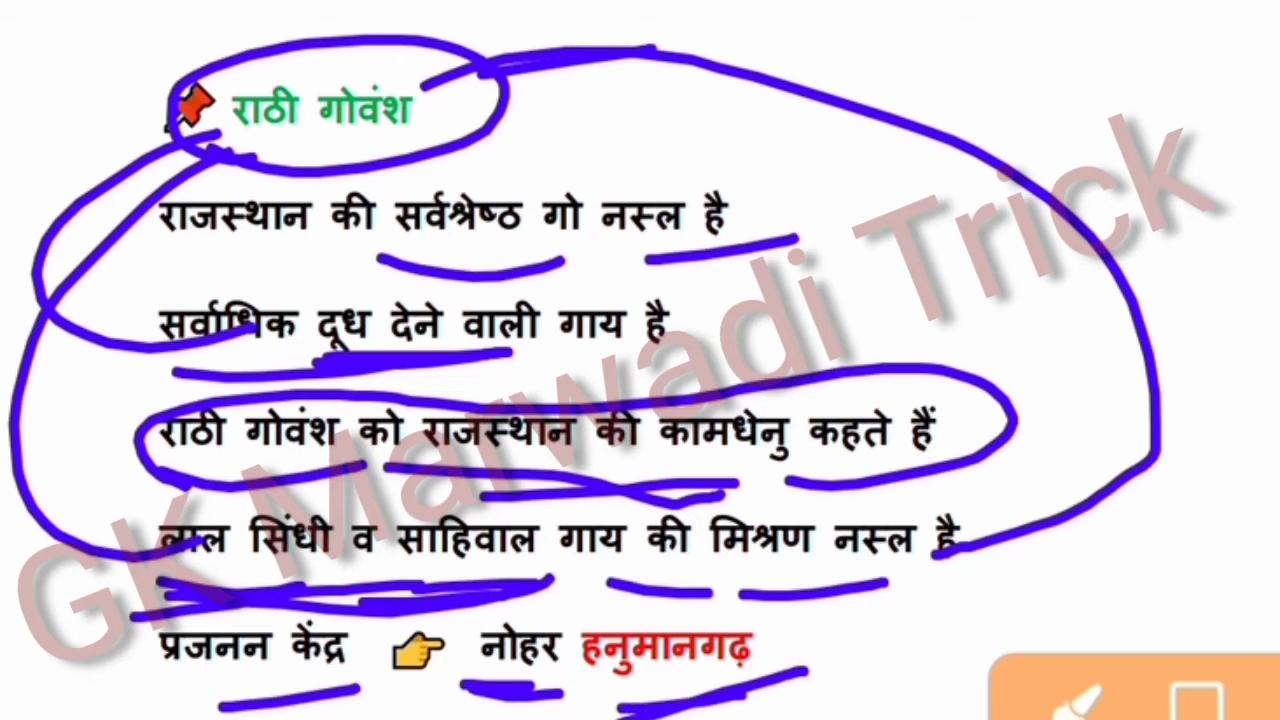 राठी गोवंश
राजस्थान की सर्वश्रेष्ठ गो नस्ल है
सर्वाधिक दूध देने वाली गाय है
राठी गोवंश को राजस्थान की कामधेनु कहते हैं
लाल सिंधी व साहिवाल गाय की मिश्रण नस्ल है
प्रजनन केंद्र 👉 नोहर हनुमानगढ़
GK Marwadi Trick